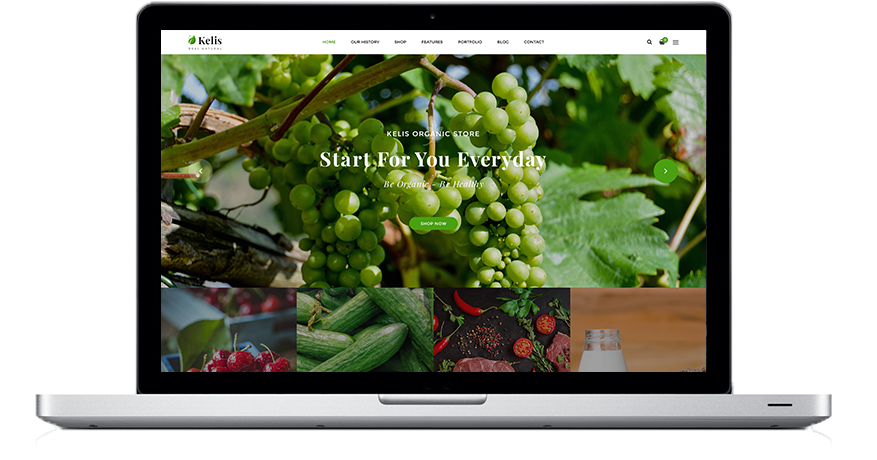 Kelis
REAL NATURAL
HOME OUR HISTORY SHOP FEATURES PORTFOLIO BLOG CONTACT
KELIS ORGANIC STORE
Start For You Everyday
Be Organic - Be Healthy
SHOP NOW